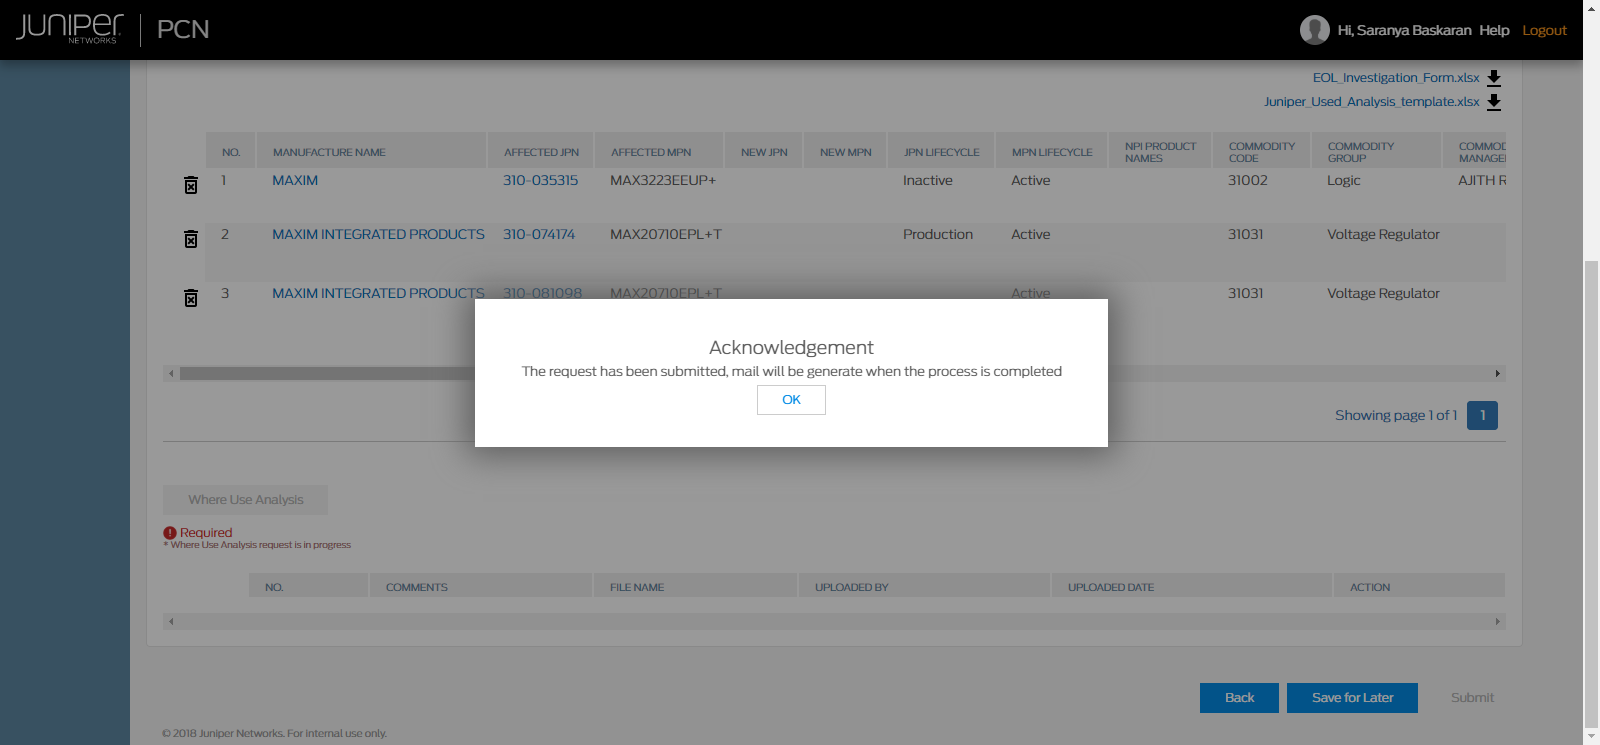 JUNIPEr NETWORKS PCN Hi, Saranya Baskaran Help Logout
EOL_Investigation_Form.xlsx
Juniper_Used_Analysis_template.xlsx
NO. MANUFACTURE NAME AFFECTED JPN AFFECTED MPN NEW JPN NEW MPN JPN LIFECYCLE MPN LIFECYCLE NPI PRODUCT NAMES COMMODITY CODE COMMODITY GROUP COMMOD MANAGE
1 MAXIM 310-035315 MAX3223EEUP+ Inactive Active 31002 Logic AJITH R
2 MAXIM INTEGRATED PRODUCTS 310-074174 MAX20710EPL+T Production Active 31031 Voltage Regulator
3 MAXIM INTEGRATED PRODUCTS 310-081098 MAX20710EPL+T Active 31031 Voltage Regulator
Acknowledgement
The request has been submitted, mail will be generate when the process is completed
OK
Showing page 1 of 1 1
Where Use Analysis
! Required
* Where Use Analysis request is in progress
NO. COMMENTS FILE NAME UPLOADED BY UPLOADED DATE ACTION
Back Save for Later Submit
© 2018 Juniper Networks. For internal use only.